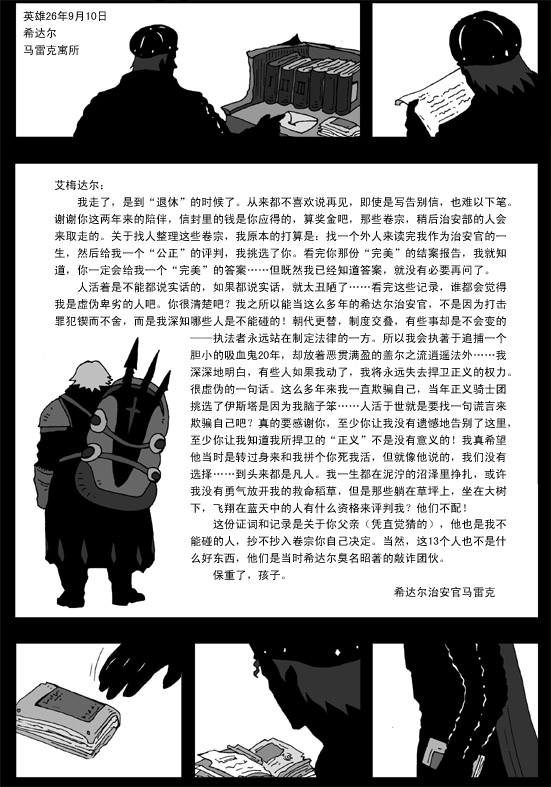 英雄26年9月10日
希达尔
马雷克寓所
艾梅达尔：
我走了，是到“退休”的时候了。从来都不喜欢说再见，即使是写告别信，也难以下笔。
谢谢你这两年来的陪伴，信封里的钱是你应得的，算奖金吧，那些卷宗，稍后治安部的人会
来取走的。关于找人整理这些卷宗，我原本的打算是：找一个外人来读完我作为治安官的一
生，然后给我一个“公正”的评判，我挑选了你。看完你那份“完美”的结案报告，我就知
道，你一定会给我一个“完美”的答案……但既然我已经知道答案，就没有必要再问了。
人活着是不能都说实话的，如果都说实话，就太丑陋了……看完这些记录，谁都会觉得
我是虚伪卑劣的人吧。你很清楚吧？我之所以能当这么多年的希达尔治安官，不是因为打击
罪犯锲而不舍，而是我深知哪些人是不能碰的！朝代更替，制度交叠，有些事却是不会变的
——执法者永远站在制定法律的一方。所以我会执著于追捕一个
胆小的吸血鬼20年，却放着恶贯满盈的盖尔之流逍遥法外……我
深深地明白，有些人如果我动了，我将永远失去捍卫正义的权力。
很虚伪的一句话。这么多年来我一直欺骗自己，当年正义骑士团
挑选了伊斯塔是因为我脑子笨……人活于世就是要找一句谎言来
欺骗自己吧？真的要感谢你，至少你让我没有遗憾地告别了这里，
至少你让我知道我所捍卫的“正义”不是没有意义的！我真希望
他当时是转过身来和我拼个你死我活，但就像他说的，我们没有
选择……到头来都是凡人。我一生都在泥泞的沼泽里挣扎，或许
我没有勇气放开我的救命稻草，但是那些躺在草坪上，坐在大树
下，飞翔在蓝天中的人有什么资格来评判我？他们不配！
这份证词和记录是关于你父亲（凭直觉猜的），他也是我不
能碰的人，抄不抄入卷宗你自己决定。当然，这13个人也不是什
么好东西，他们是当时希达尔臭名昭著的敲诈团伙。
保重了，孩子。
希达尔治安官马雷克